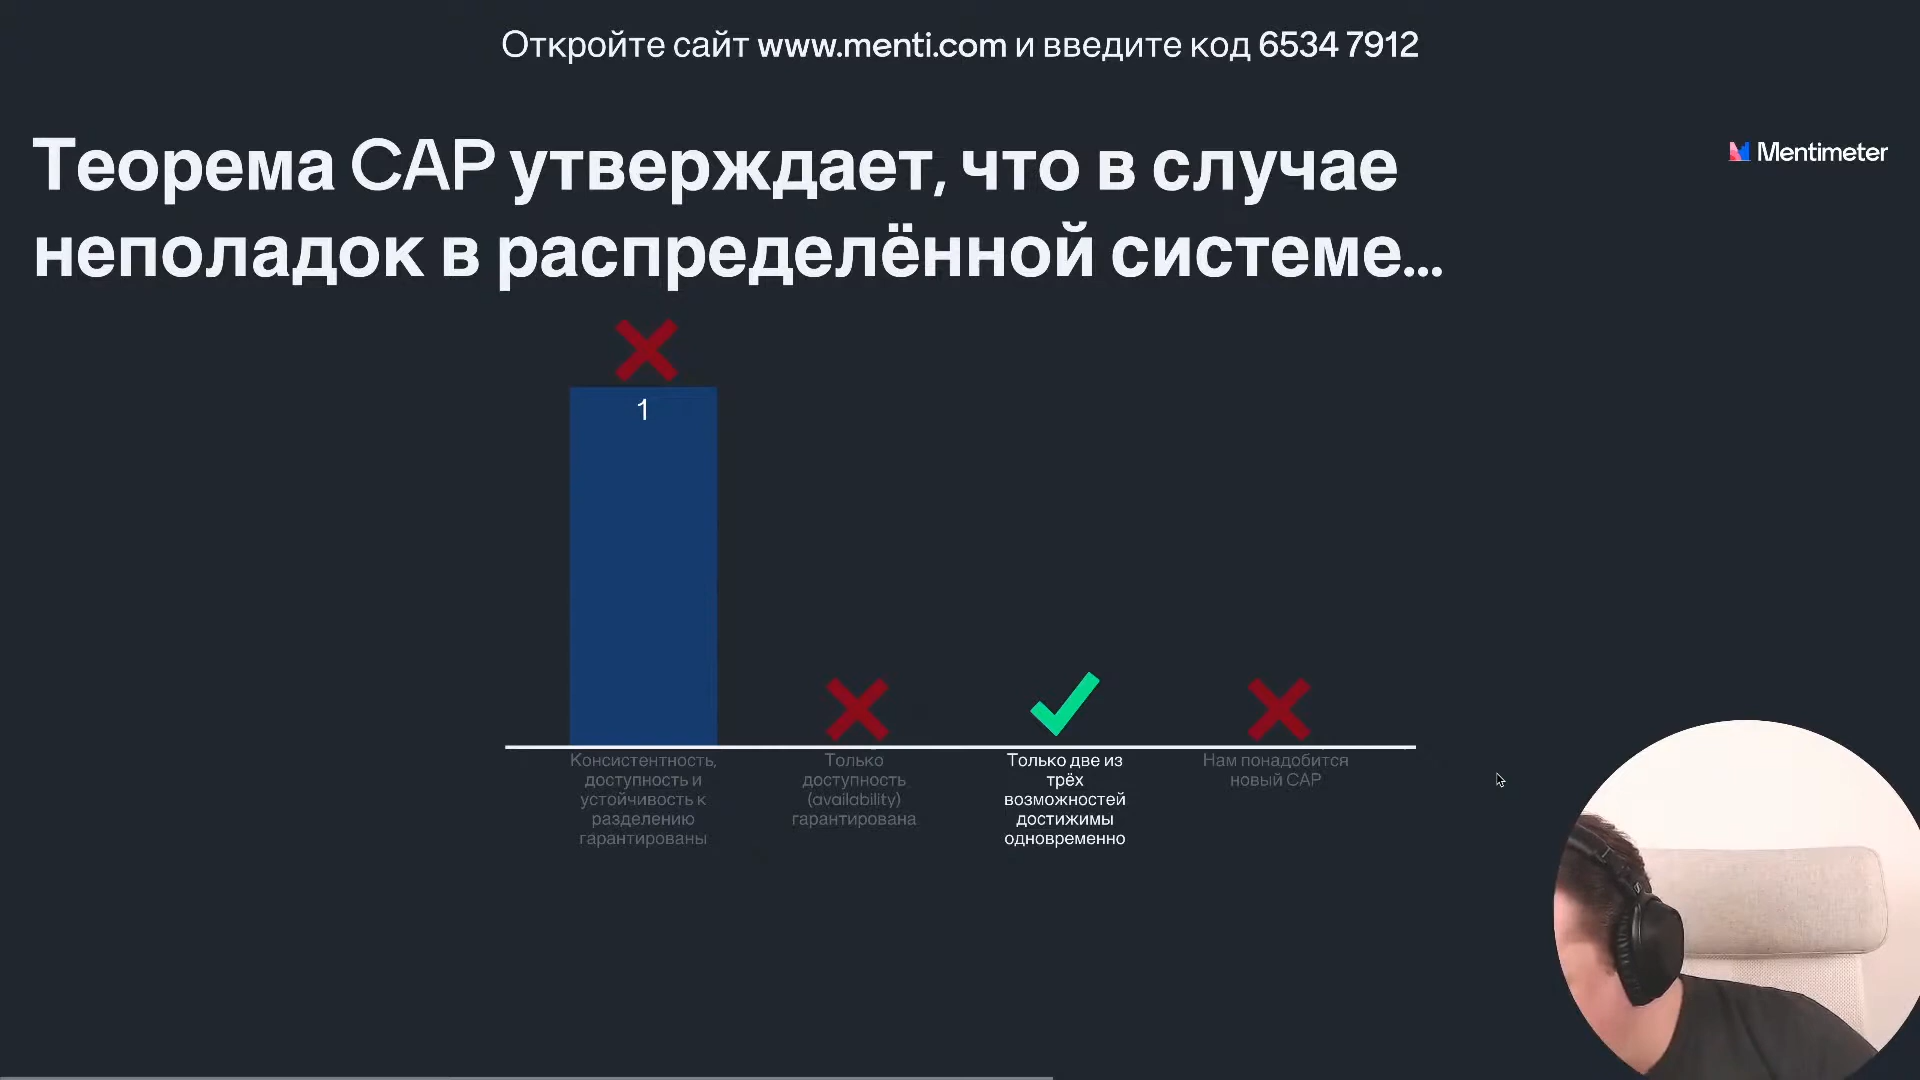 Откройте сайт www.menti.com и введите код 6534 7912
Теорема CAP утверждает, что в случае
неполадок в распределённой системе...
Mentimeter
1
Консистентность,
доступность и
устойчивость к
разделению
гарантированы
Только
доступность
(availability)
гарантирована
Только две из
трёх
возможностей
достижимы
одновременно
Нам понадобится
новый CAP